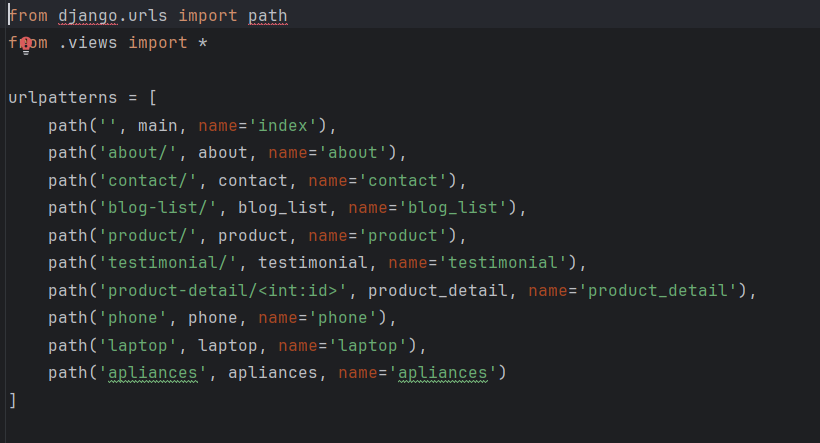 from django.urls import path
from .views import *
urlpatterns = [
    path('', main, name='index'),
    path('about/', about, name='about'),
    path('contact/', contact, name='contact'),
    path('blog-list/', blog_list, name='blog_list'),
    path('product/', product, name='product'),
    path('testimonial/', testimonial, name='testimonial'),
    path('product-detail/<int:id>', product_detail, name='product_detail'),
    path('phone', phone, name='phone'),
    path('laptop', laptop, name='laptop'),
    path('apliances', apliances, name='apliances')
]